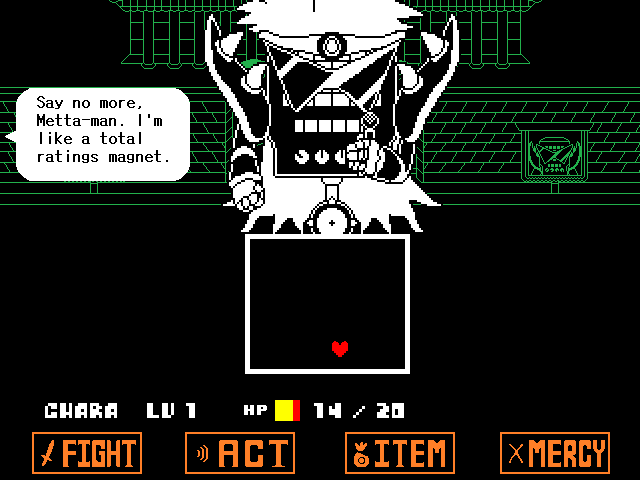 Say no more,
Metta-man. I'm
like a total
ratings magnet.
CHARA LV 1 HP 14 / 20
FIGHT ACT ITEM MERCY